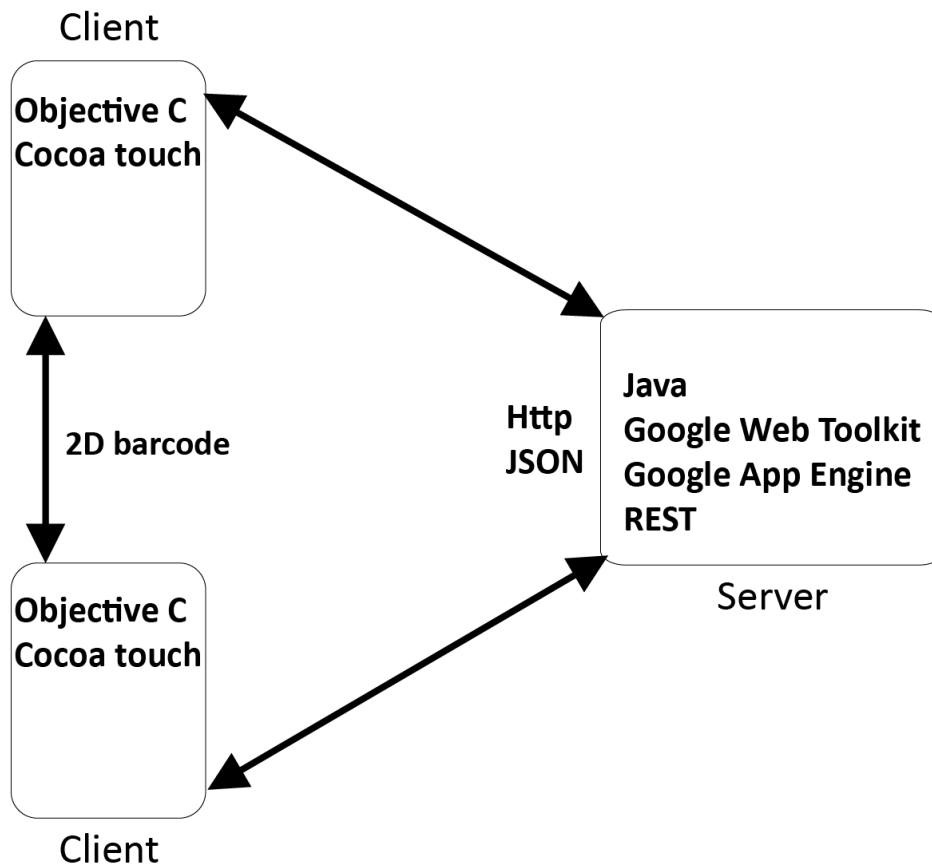 Client
Objective C
Cocoa touch
2D barcode
Http
JSON
Java
Google Web Toolkit
Google App Engine
REST
Server
Objective C
Cocoa touch
Client